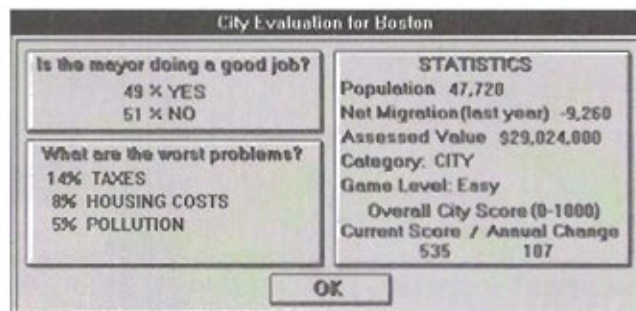 City Evaluation for Boston
Is the mayor doing a good job?
49 % YES
51 % NO
What are the worst problems?
14% TAXES
8% HOUSING COSTS
5% POLLUTION
STATISTICS
Population 47,720
Net Migration(last year) -9,260
Assessed Value $29,024,000
Category: CITY
Game Level: Easy
Overall City Score (0-1000)
Current Score / Annual Change
535 107
OK